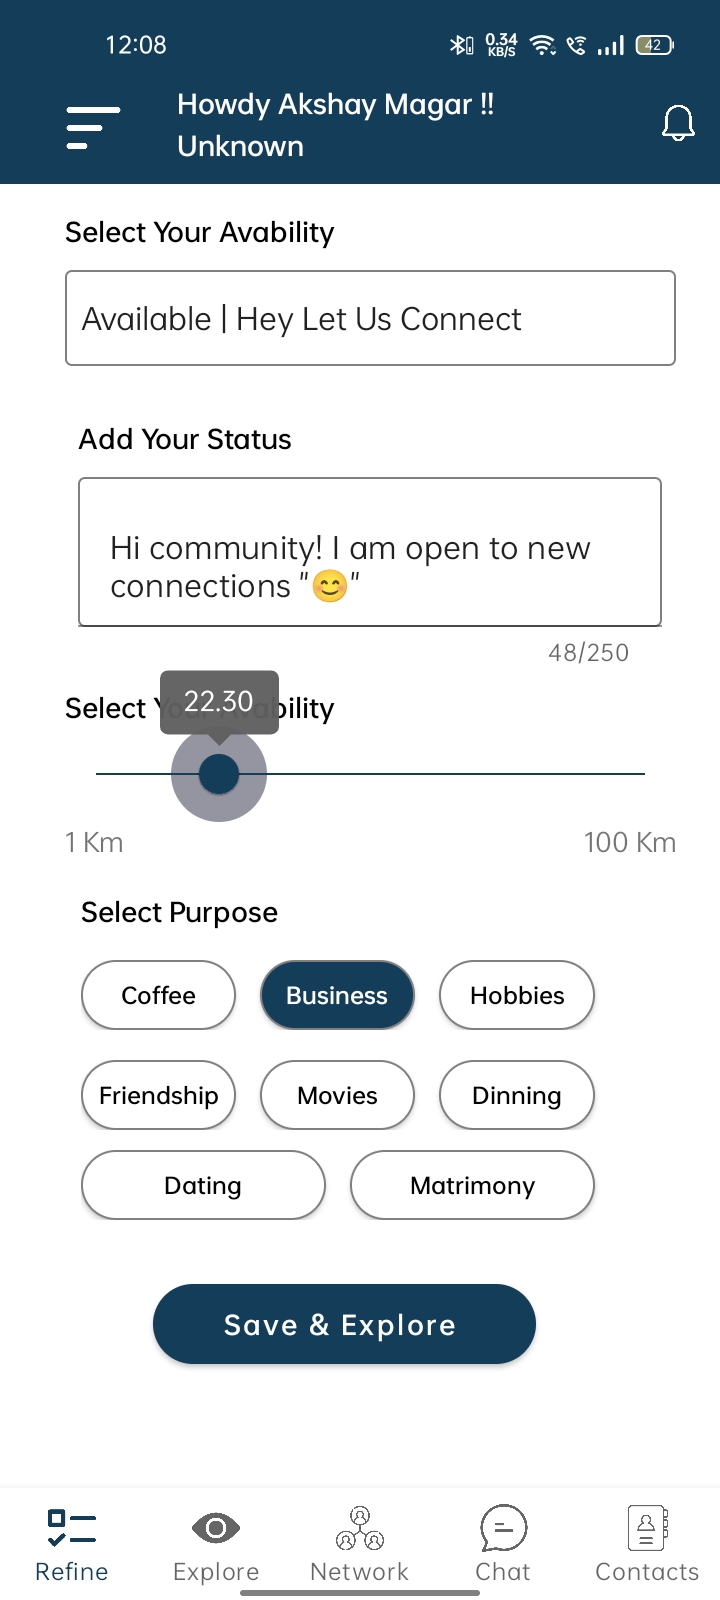 12:08
0.34
KB/S
42
Howdy Akshay Magar !!
Unknown
Select Your Avability
Available | Hey Let Us Connect
Add Your Status
Hi community! I am open to new
connections "😊"
48/250
22.30
Select Your Avability
1 Km
100 Km
Select Purpose
Coffee
Business
Hobbies
Friendship
Movies
Dinning
Dating
Matrimony
Save & Explore
Refine
Explore
Network
Chat
Contacts